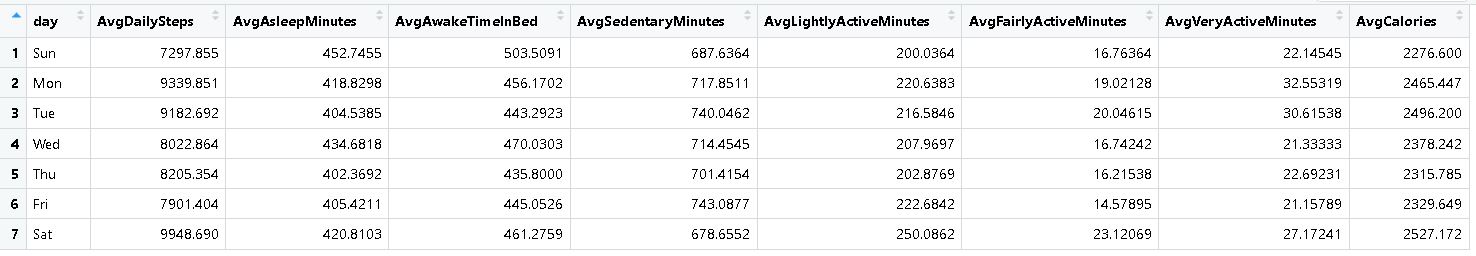 day AvgDailySteps AvgAsleepMinutes AvgAwakeTimeInBed AvgSedentaryMinutes AvgLightlyActiveMinutes AvgFairlyActiveMinutes AvgVeryActiveMinutes AvgCalories
1 Sun 7297.855 452.7455 503.5091 687.6364 200.0364 16.76364 22.14545 2276.600
2 Mon 9339.851 418.8298 456.1702 717.8511 220.6383 19.02128 32.55319 2465.447
3 Tue 9182.692 404.5385 443.2923 740.0462 216.5846 20.04615 30.61538 2496.200
4 Wed 8022.864 434.6818 470.0303 714.4545 207.9697 16.74242 21.33333 2378.242
5 Thu 8205.354 402.3692 435.8000 701.4154 202.8769 16.21538 22.69231 2315.785
6 Fri 7901.404 405.4211 445.0526 743.0877 222.6842 14.57895 21.15789 2329.649
7 Sat 9948.690 420.8103 461.2759 678.6552 250.0862 23.12069 27.17241 2527.172